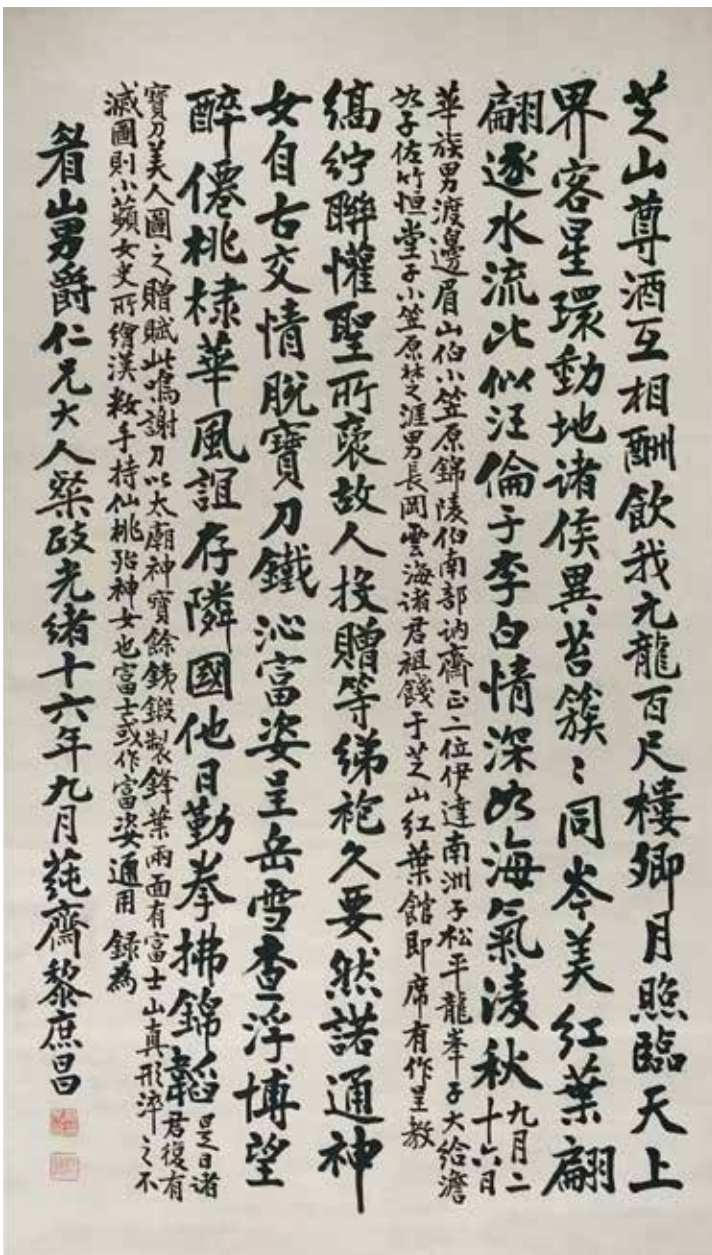 芝山尊酒互相酬飲我元龍百尺樓卿月照臨天上
界客星環動地諸侯異苔簇〻同岑美紅葉翩
翩逐水流比似汪倫于李白情深如海氣淩秋
九月二
十六日
華族男渡邊眉山伯小笠原錦陵伯南部訥齋正二位伊達南洲子松平龍峯子大給澹
如子佐竹恒堂子小笠原涯男長岡雲海諸君祖餞于芝山紅葉館即席有作呈教
縞紵聯懽聖所褒故人投贈等綈袍久要然諾通神
女自古交情脫寶刀鐵沁富姿呈岳雪查浮博望
醉僊桃棣華風誼存隣國他日勤拳拂錦韜
是日諸
君復有
寶刀美人圖之贈賦此鳴謝刀以太廟神寶餘銕鍛製鋒葉兩面有富士山真形淬之不
滅圖則小蘋女史所繪漢粧手持仙桃殆神女也富士或作富姿通用 錄為
眉山男爵仁兄大人粲政光緒十六年九月蒓齋黎庶昌